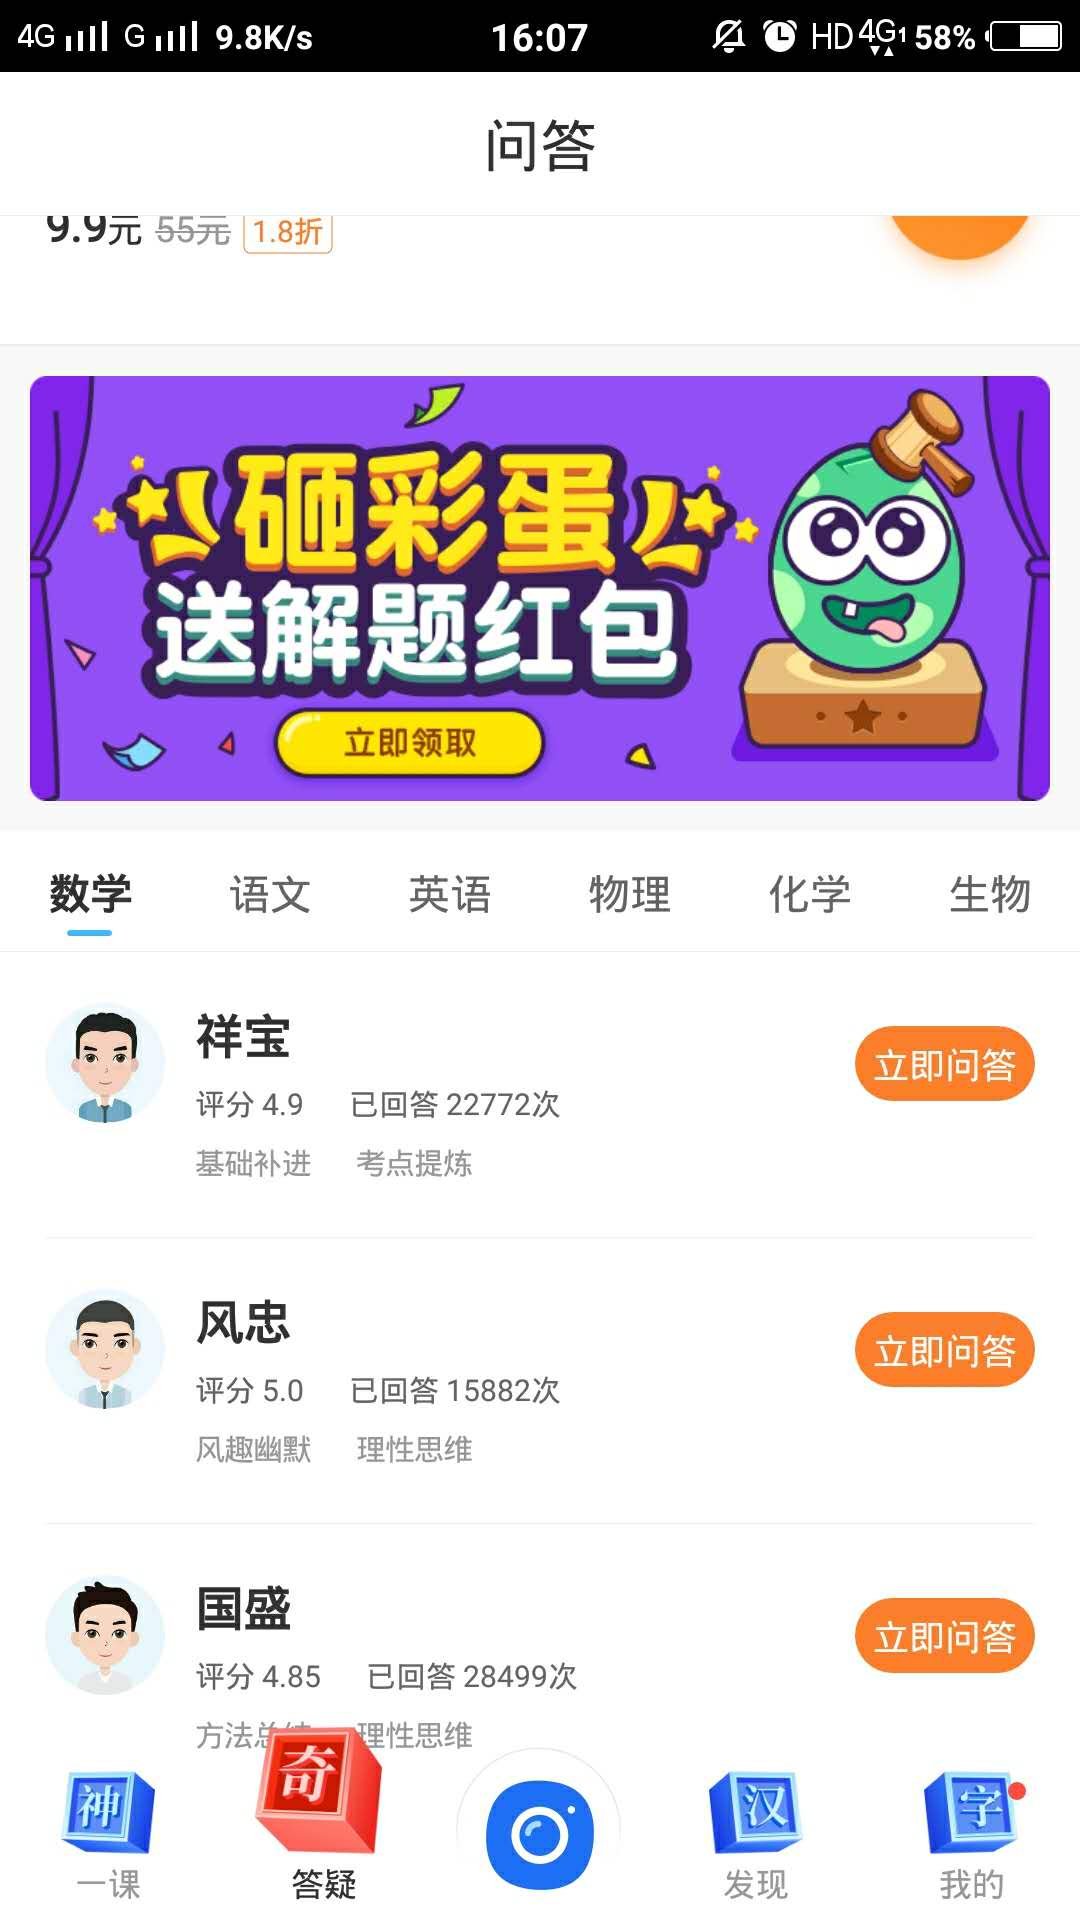 4G G 9.8K/s 16:07 HD 4G1 58%
问答
9.9元 55元 1.8折
砸彩蛋
送解题红包
立即领取
数学 语文 英语 物理 化学 生物
祥宝
立即问答
评分 4.9 已回答 22772次
基础补进 考点提炼
风忠
立即问答
评分 5.0 已回答 15882次
风趣幽默 理性思维
国盛
立即问答
评分 4.85 已回答 28499次
方法总结 理性思维
神 奇 汉 字
一课 答疑 发现 我的